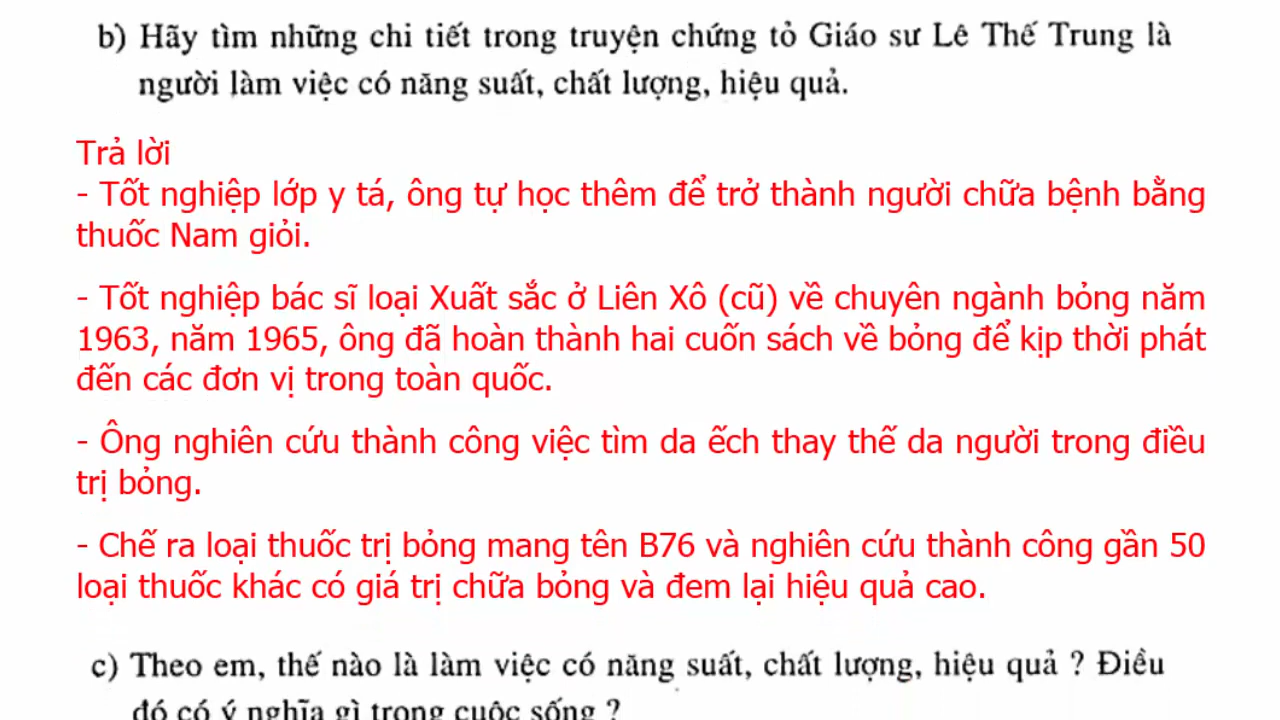 b) Hãy tìm những chi tiết trong truyện chứng tỏ Giáo sư Lê Thế Trung là
người làm việc có năng suất, chất lượng, hiệu quả.
Trả lời
- Tốt nghiệp lớp y tá, ông tự học thêm để trở thành người chữa bệnh bằng
thuốc Nam giỏi.
- Tốt nghiệp bác sĩ loại Xuất sắc ở Liên Xô (cũ) về chuyên ngành bỏng năm
1963, năm 1965, ông đã hoàn thành hai cuốn sách về bỏng để kịp thời phát
đến các đơn vị trong toàn quốc.
- Ông nghiên cứu thành công việc tìm da ếch thay thế da người trong điều
trị bỏng.
- Chế ra loại thuốc trị bỏng mang tên B76 và nghiên cứu thành công gần 50
loại thuốc khác có giá trị chữa bỏng và đem lại hiệu quả cao.
c) Theo em, thế nào là làm việc có năng suất, chất lượng, hiệu quả ? Điều
đó có ý nghĩa gì trong cuộc sống ?